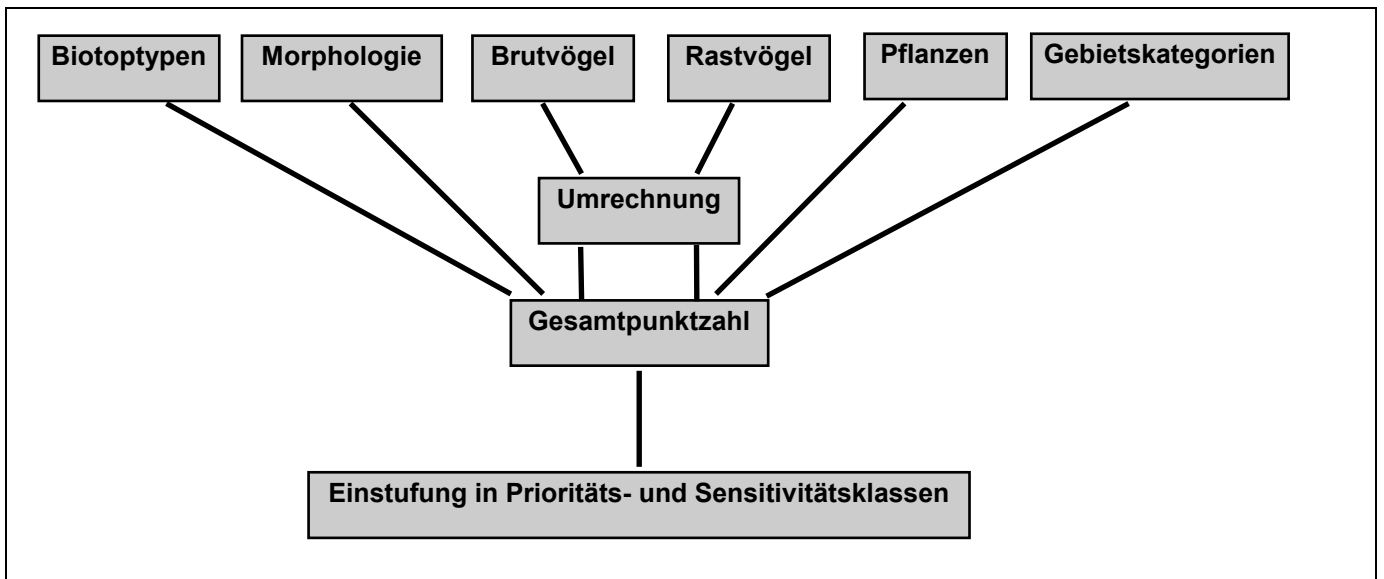 Biotoptypen
Morphologie
Brutvögel
Rastvögel
Pflanzen
Gebietskategorien
Umrechnung
Gesamtpunktzahl
Einstufung in Prioritäts- und Sensitivitätsklassen